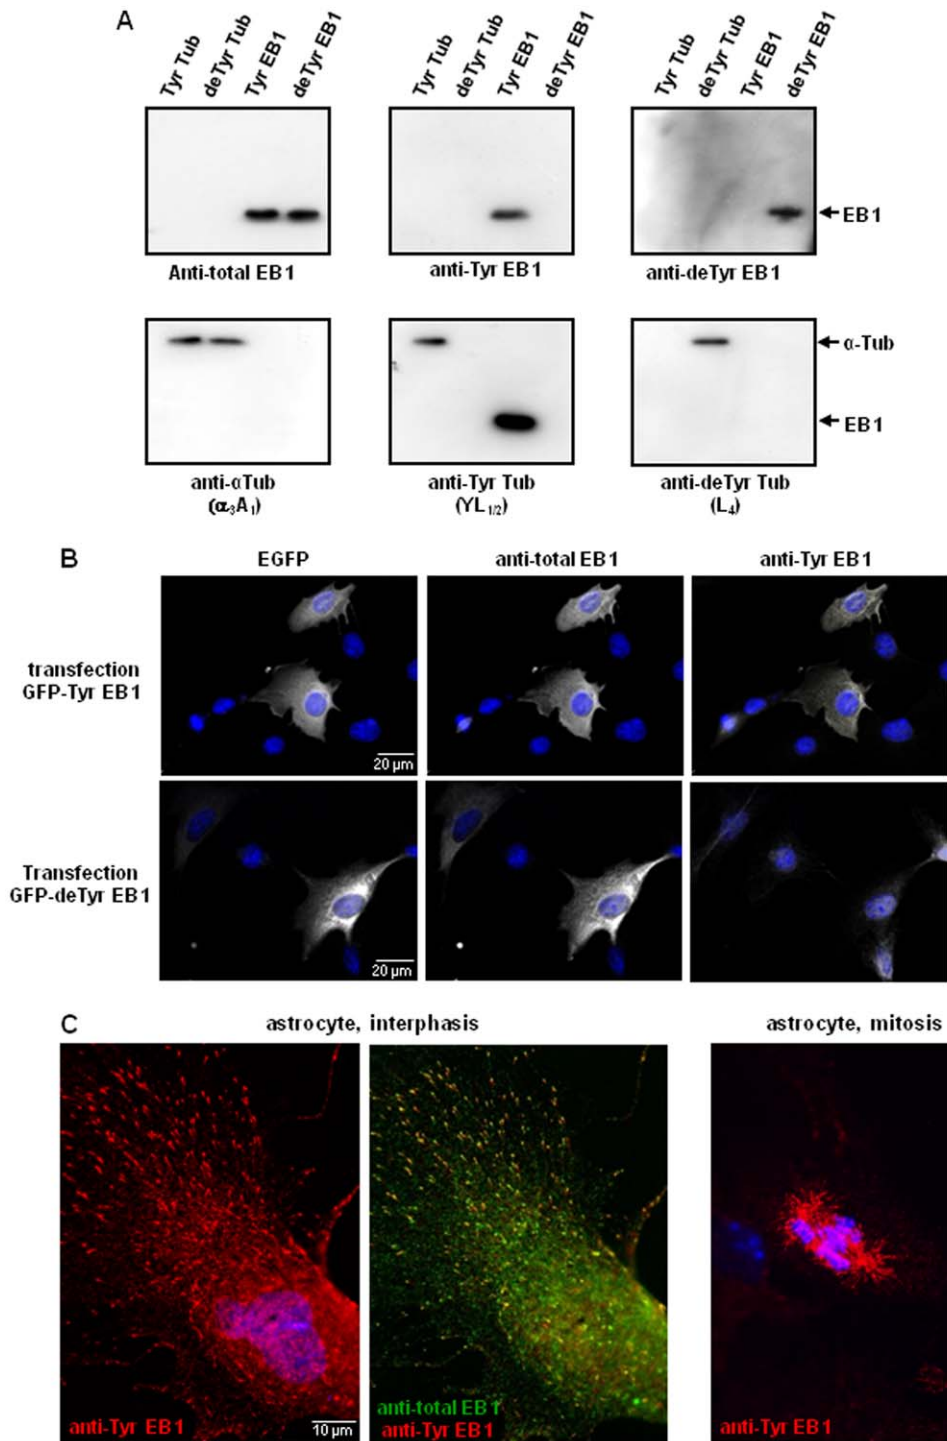 A
Tyr Tub
deTyr Tub
Tyr EB1
deTyr EB1
Tyr Tub
deTyr Tub
Tyr EB1
deTyr EB1
Tyr Tub
deTyr Tub
Tyr EB1
deTyr EB1
EB1
Anti-total EB1
anti-Tyr EB1
anti-deTyr EB1
α-Tub
EB1
anti-αTub
(α₃A₁)
anti-Tyr Tub
(YL₁/₂)
anti-deTyr Tub
(L₄)
B
EGFP
anti-total EB1
anti-Tyr EB1
transfection
GFP-Tyr EB1
20 µm
Transfection
GFP-deTyr EB1
20 µm
C
astrocyte, interphasis
astrocyte, mitosis
anti-Tyr EB1
10 µm
anti-total EB1
anti-Tyr EB1
anti-Tyr EB1